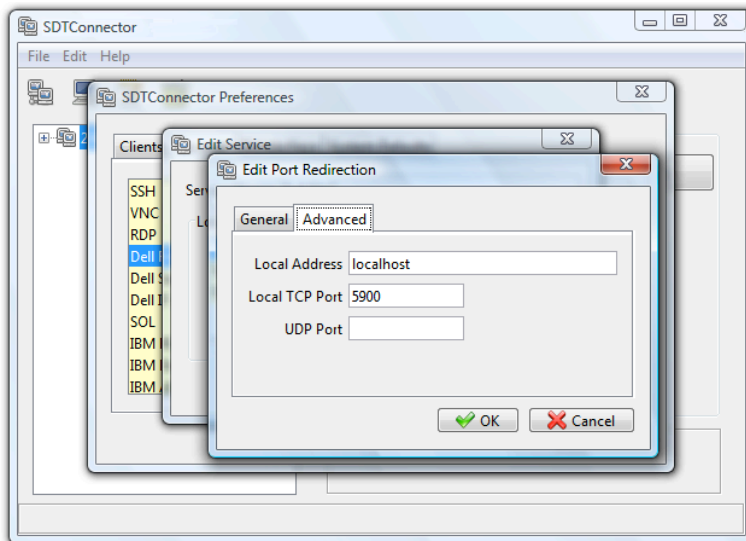 SDTConnector
File Edit Help
SDTConnector Preferences
Clients
Edit Service
Edit Port Redirection
SSH
VNC
RDP
Dell
Dell
Dell
SOL
IBM
IBM
IBM
General Advanced
Local Address localhost
Local TCP Port 5900
UDP Port
OK Cancel